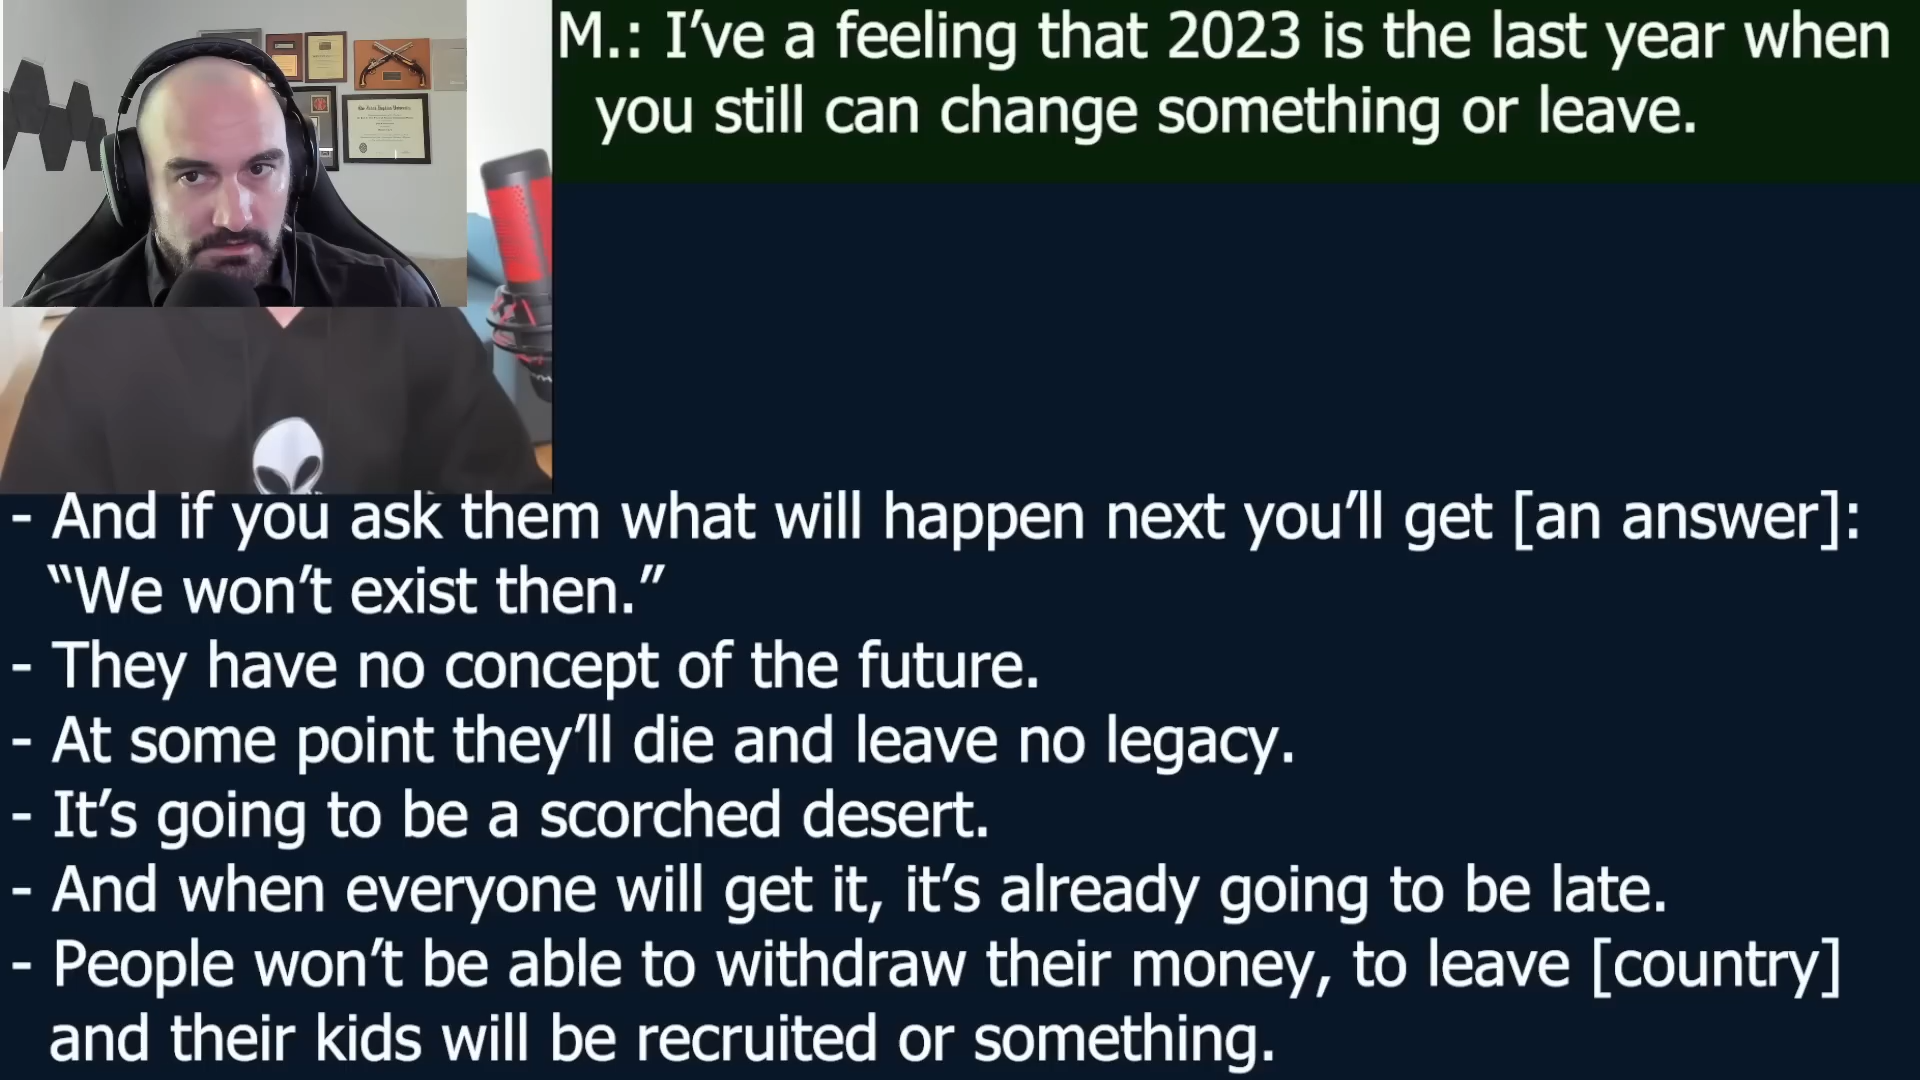 M.: I’ve a feeling that 2023 is the last year when
you still can change something or leave.
- And if you ask them what will happen next you’ll get [an answer]:
“We won’t exist then.”
- They have no concept of the future.
- At some point they’ll die and leave no legacy.
- It’s going to be a scorched desert.
- And when everyone will get it, it’s already going to be late.
- People won’t be able to withdraw their money, to leave [country]
and their kids will be recruited or something.